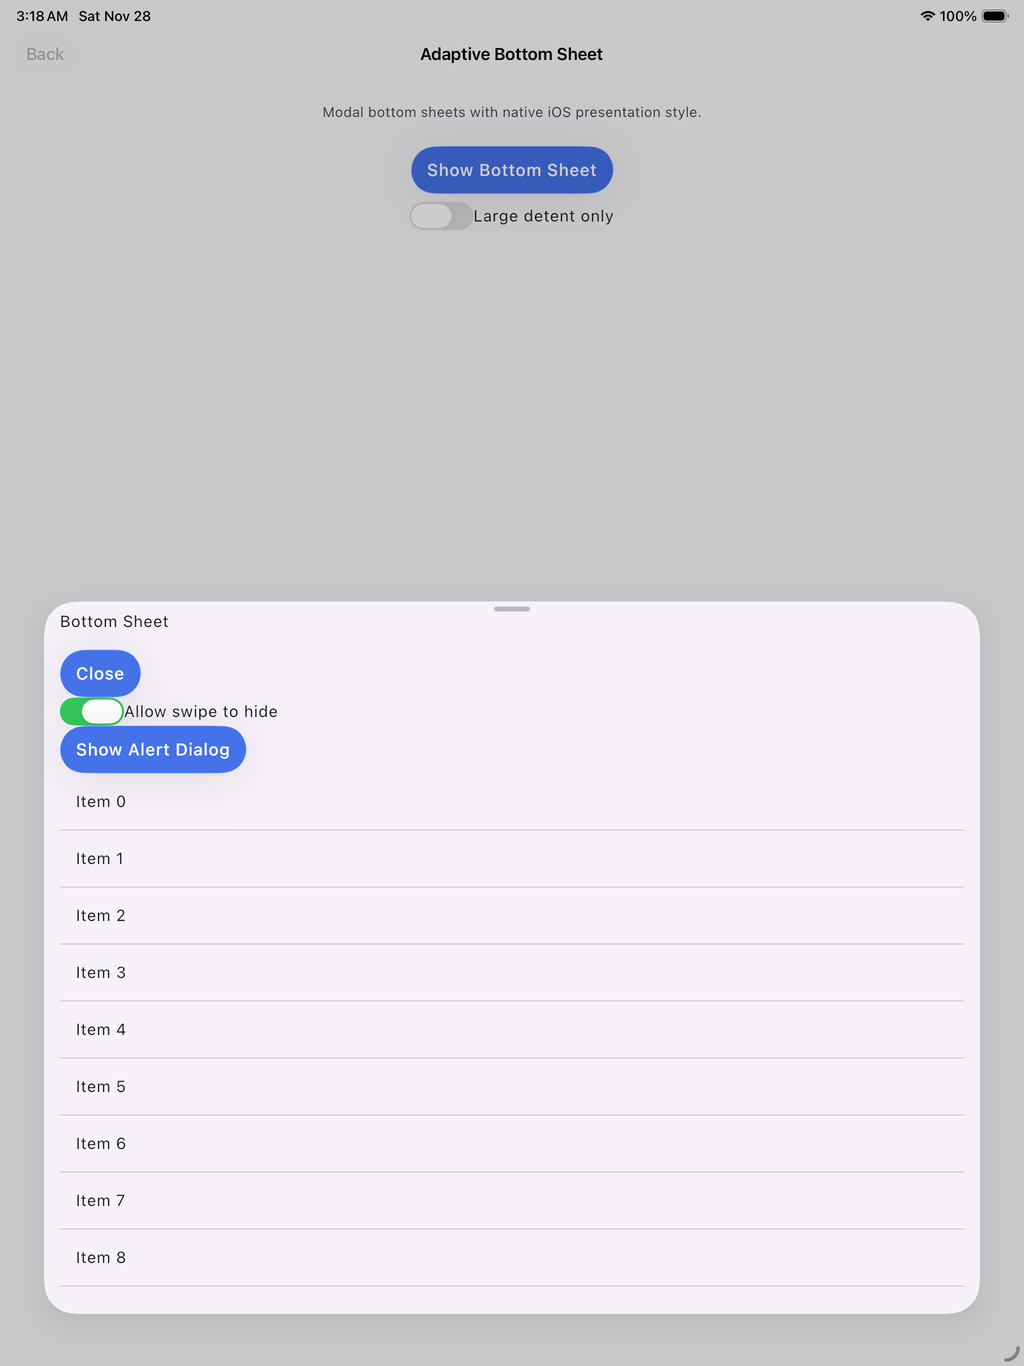 3:18 AM Sat Nov 28
100%
Back
Adaptive Bottom Sheet
Modal bottom sheets with native iOS presentation style.
Show Bottom Sheet
Large detent only
Bottom Sheet
Close
Allow swipe to hide
Show Alert Dialog
Item 0
Item 1
Item 2
Item 3
Item 4
Item 5
Item 6
Item 7
Item 8